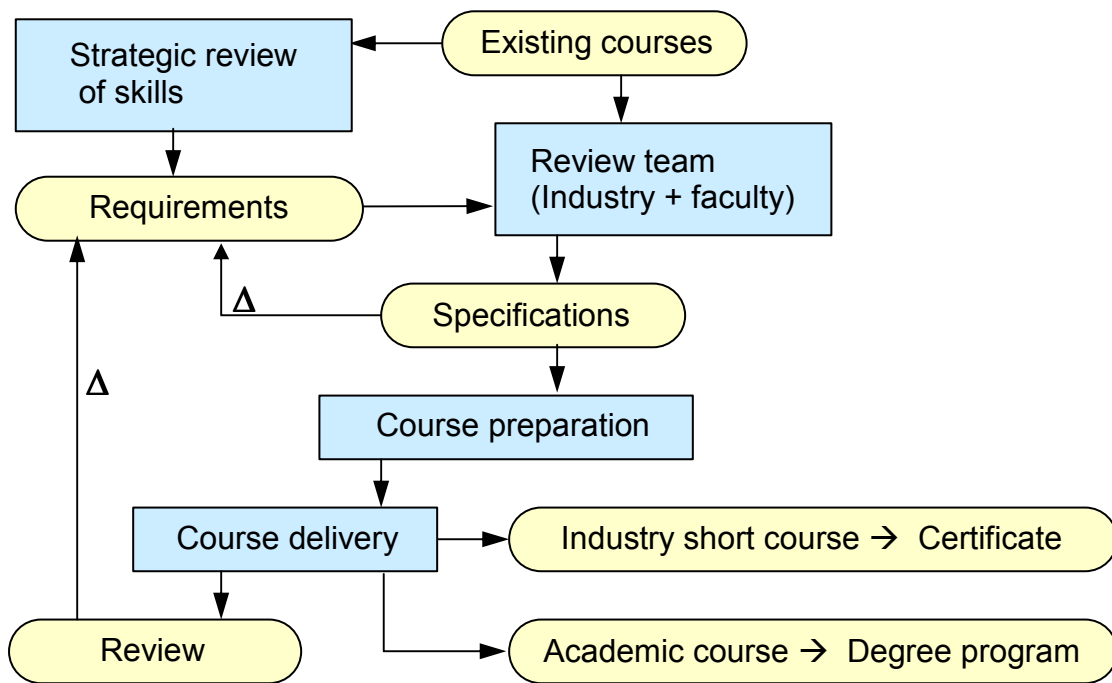 Existing courses
Strategic review
of skills
Review team
(Industry + faculty)
Requirements
Δ
Specifications
Δ
Course preparation
Course delivery
Industry short course → Certificate
Review
Academic course → Degree program